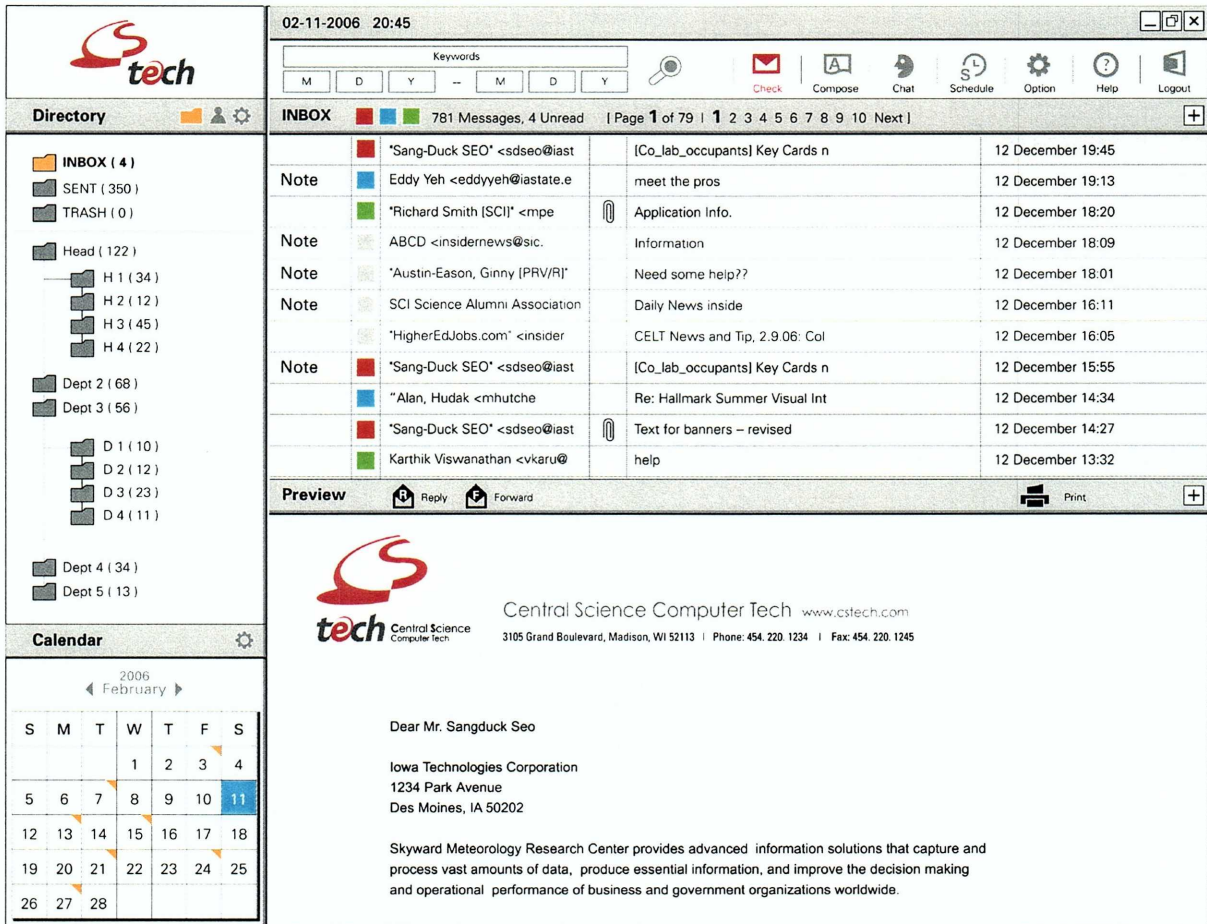 CS tech
02-11-2006 20:45
Keywords
M D Y -- M D Y
Check Compose Chat Schedule Option Help Logout
Directory
INBOX ( 4 )
SENT ( 350 )
TRASH ( 0 )
Head ( 122 )
H 1 ( 34 )
H 2 ( 12 )
H 3 ( 45 )
H 4 ( 22 )
Dept 2 ( 68 )
Dept 3 ( 56 )
D 1 ( 10 )
D 2 ( 12 )
D 3 ( 23 )
D 4 ( 11 )
Dept 4 ( 34 )
Dept 5 ( 13 )
INBOX 781 Messages, 4 Unread [ Page 1 of 79 | 1 2 3 4 5 6 7 8 9 10 Next ]
"Sang-Duck SEO" <sdseo@iast [Co_lab_occupants] Key Cards n 12 December 19:45
Note Eddy Yeh <eddyyeh@iastate.e meet the pros 12 December 19:13
"Richard Smith [SCI]" <mpe Application Info. 12 December 18:20
Note ABCD <insidernews@sic. Information 12 December 18:09
Note "Austin-Eason, Ginny [PRV/R]" Need some help?? 12 December 18:01
Note SCI Science Alumni Association Daily News inside 12 December 16:11
"HigherEdJobs.com" <insider CELT News and Tip, 2.9.06: Col 12 December 16:05
Note "Sang-Duck SEO" <sdseo@iast [Co_lab_occupants] Key Cards n 12 December 15:55
"Alan, Hudak <mhutche Re: Hallmark Summer Visual Int 12 December 14:34
"Sang-Duck SEO" <sdseo@iast Text for banners – revised 12 December 14:27
Karthik Viswanathan <vkaru@ help 12 December 13:32
Preview R Reply F Forward Print
CS tech Central Science
Computer Tech
Central Science Computer Tech www.cstech.com
3105 Grand Boulevard, Madison, WI 52113 | Phone: 454. 220. 1234 | Fax: 454. 220. 1245
Dear Mr. Sangduck Seo
Iowa Technologies Corporation
1234 Park Avenue
Des Moines, IA 50202
Skyward Meteorology Research Center provides advanced information solutions that capture and
process vast amounts of data, produce essential information, and improve the decision making
and operational performance of business and government organizations worldwide.
Calendar
2006
February
S M T W T F S
1 2 3 4
5 6 7 8 9 10 11
12 13 14 15 16 17 18
19 20 21 22 23 24 25
26 27 28